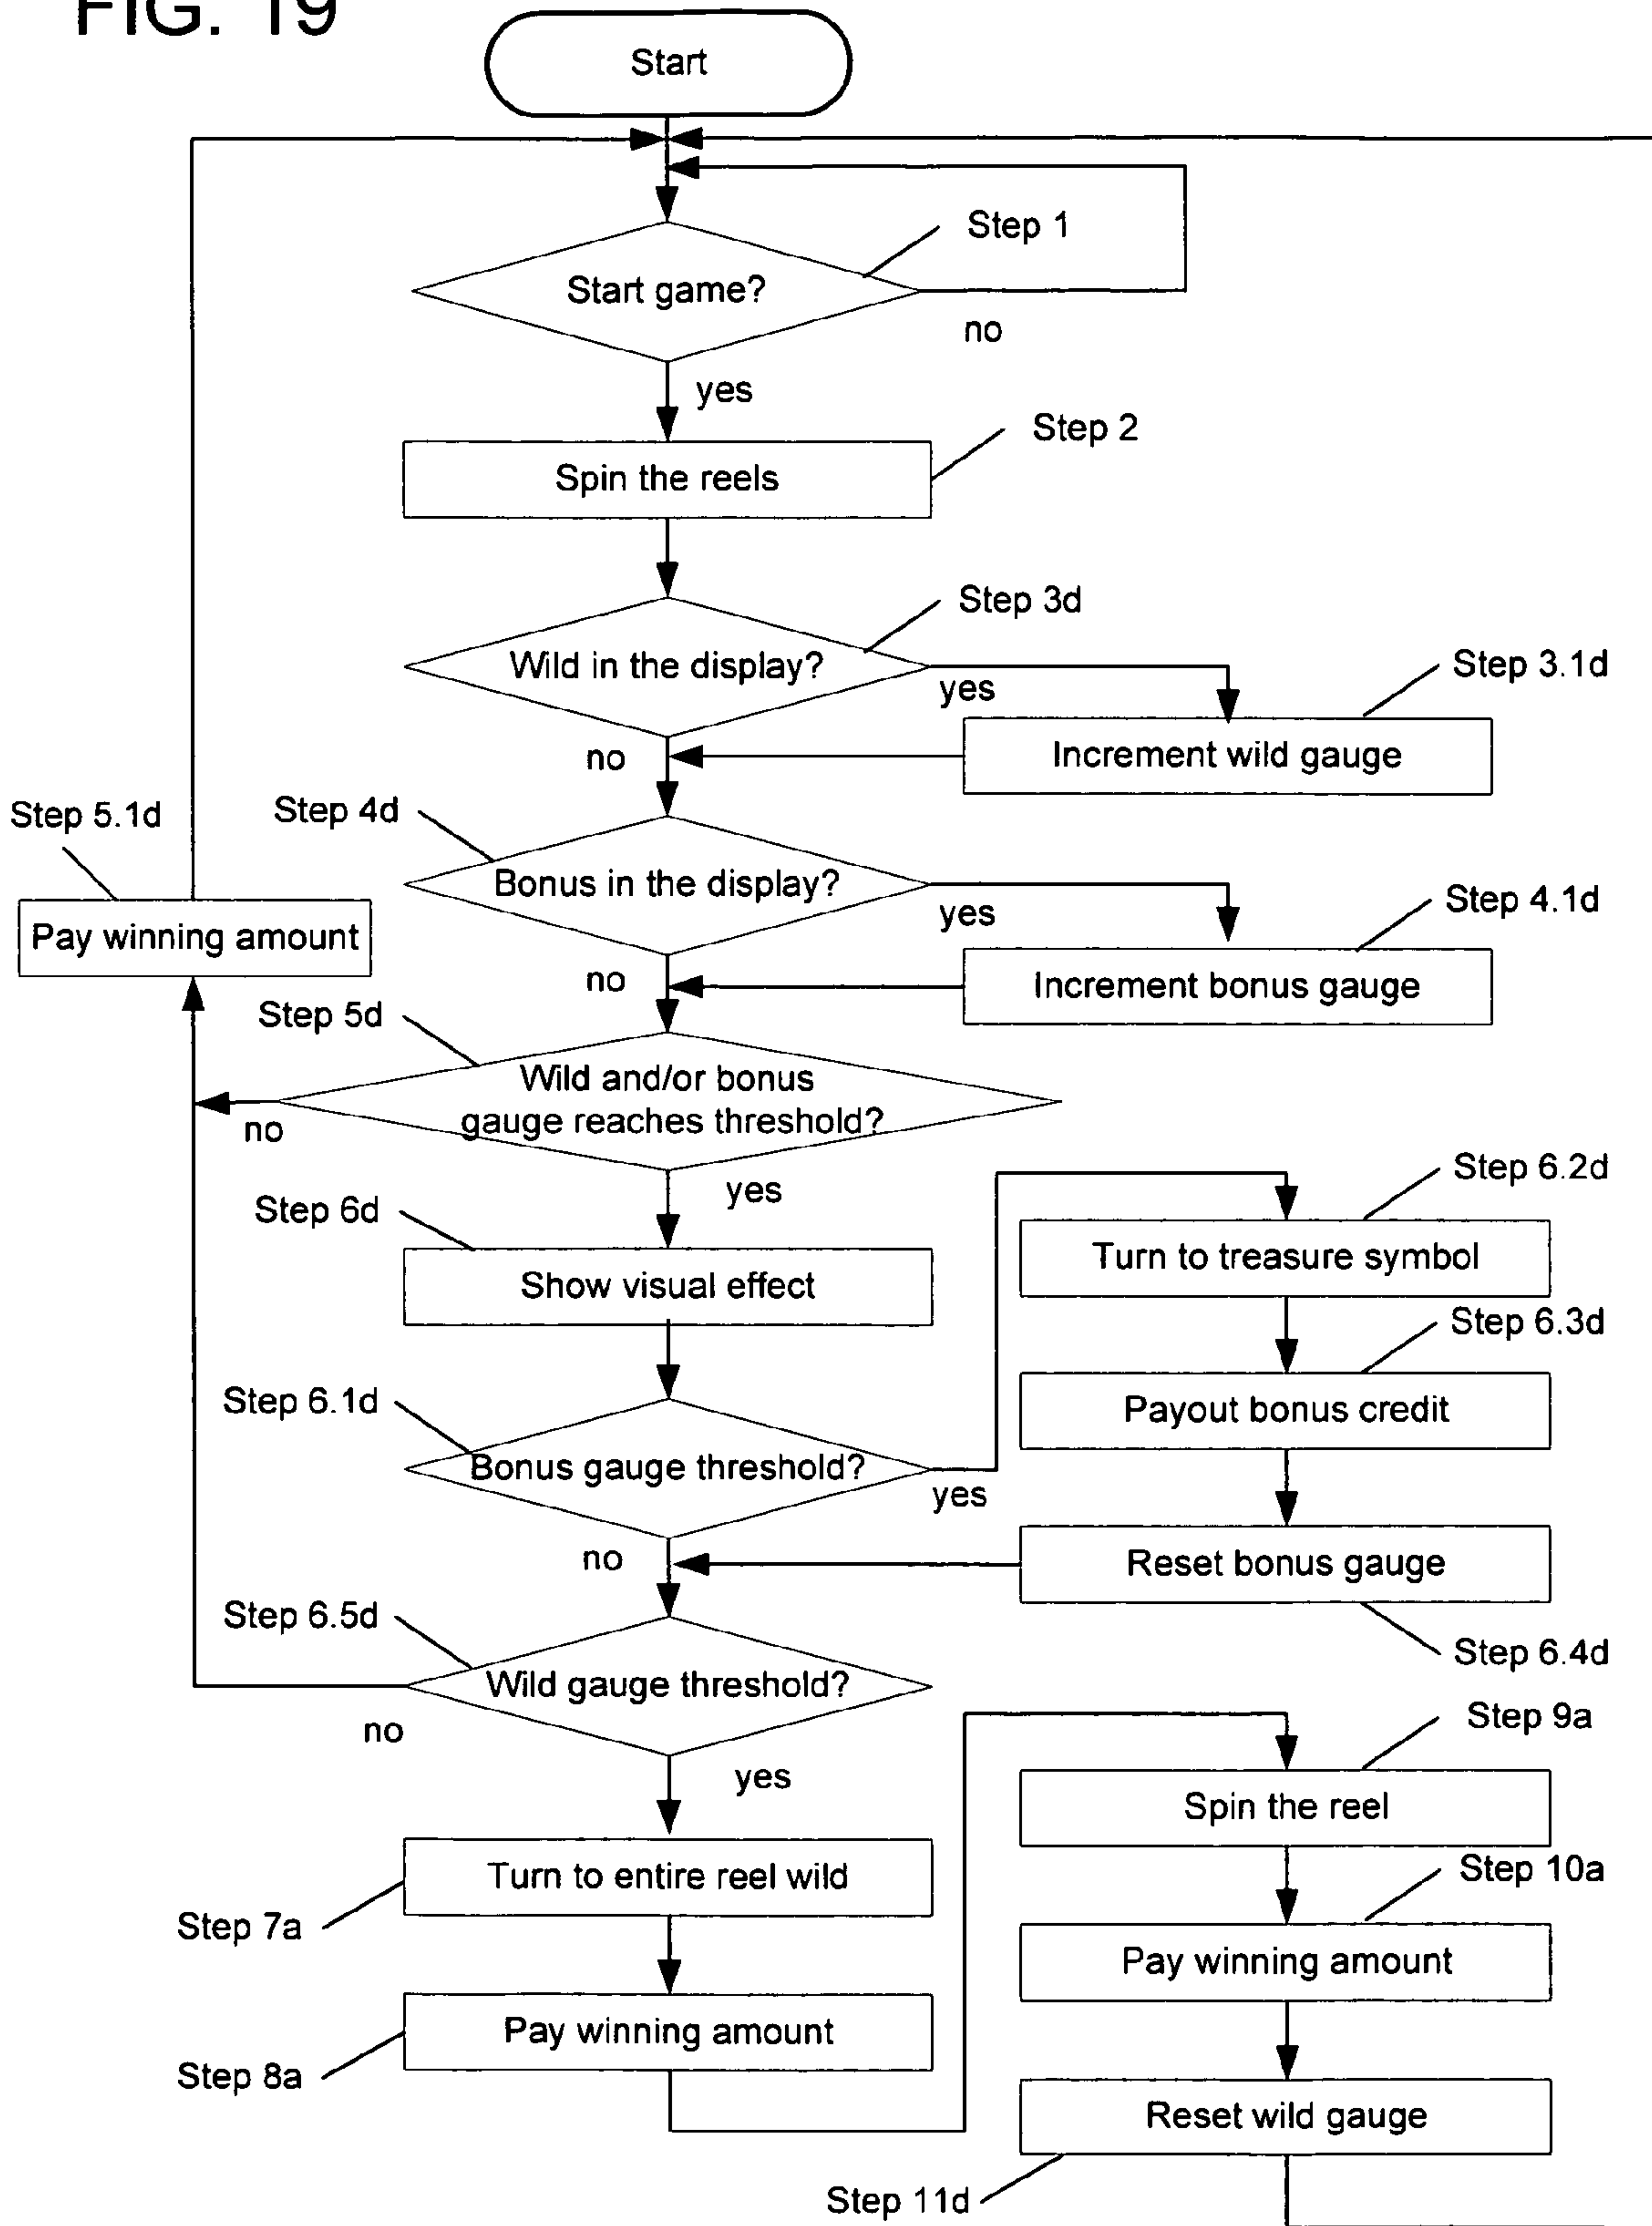 FIG. 19
Start
Step 1
Start game?
no
yes
Step 2
Spin the reels
Step 3d
Wild in the display?
yes
Step 3.1d
Increment wild gauge
no
Step 4d
Step 5.1d
Bonus in the display?
yes
Step 4.1d
Pay winning amount
Increment bonus gauge
no
Step 5d
Wild and/or bonus
gauge reaches threshold?
no
yes
Step 6.2d
Step 6d
Turn to treasure symbol
Show visual effect
Step 6.3d
Step 6.1d
Payout bonus credit
Bonus gauge threshold?
yes
no
Reset bonus gauge
Step 6.5d
Step 6.4d
Wild gauge threshold?
no
Step 9a
yes
Spin the reel
Turn to entire reel wild
Step 10a
Step 7a
Pay winning amount
Pay winning amount
Step 8a
Reset wild gauge
Step 11d